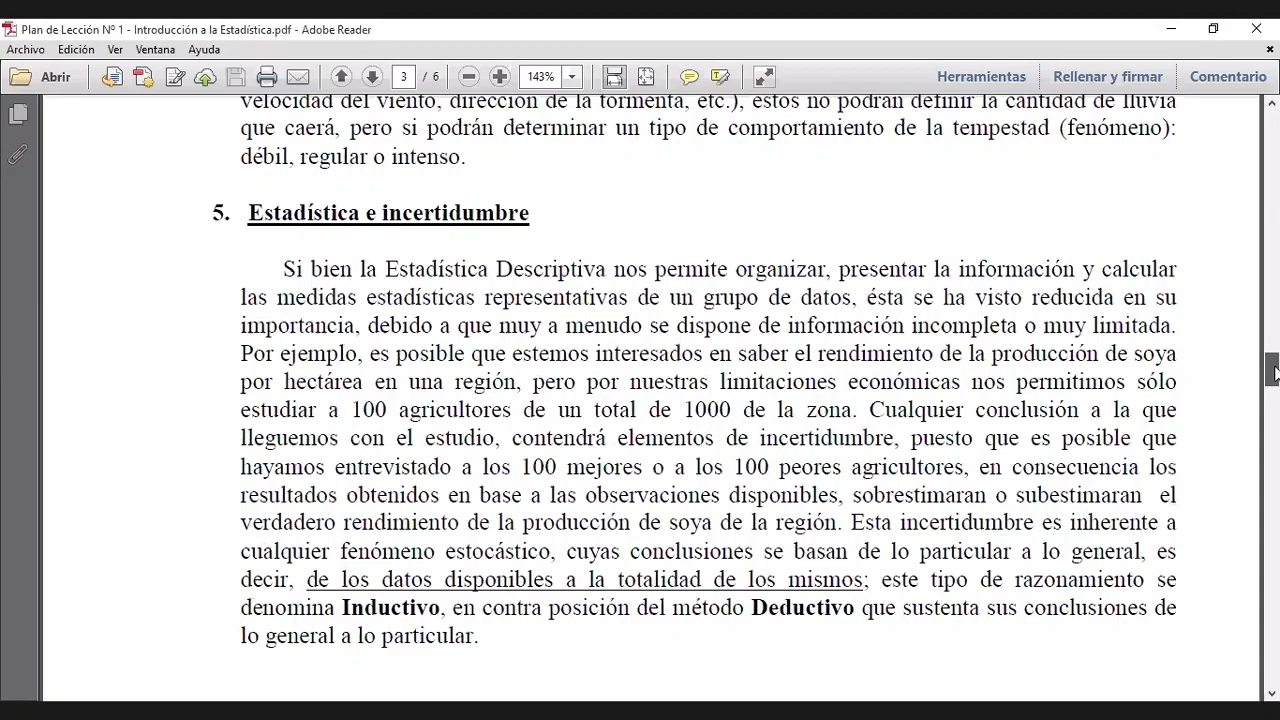 Plan de Lección Nº 1 - Introducción a la Estadística.pdf - Adobe Reader
Archivo Edición Ver Ventana Ayuda
Abrir 3 / 6 143% Herramientas Rellenar y firmar Comentario
velocidad del viento, dirección de la tormenta, etc.), estos no podrán definir la cantidad de lluvia
que caerá, pero si podrán determinar un tipo de comportamiento de la tempestad (fenómeno):
débil, regular o intenso.
5. Estadística e incertidumbre
Si bien la Estadística Descriptiva nos permite organizar, presentar la información y calcular
las medidas estadísticas representativas de un grupo de datos, ésta se ha visto reducida en su
importancia, debido a que muy a menudo se dispone de información incompleta o muy limitada.
Por ejemplo, es posible que estemos interesados en saber el rendimiento de la producción de soya
por hectárea en una región, pero por nuestras limitaciones económicas nos permitimos sólo
estudiar a 100 agricultores de un total de 1000 de la zona. Cualquier conclusión a la que
lleguemos con el estudio, contendrá elementos de incertidumbre, puesto que es posible que
hayamos entrevistado a los 100 mejores o a los 100 peores agricultores, en consecuencia los
resultados obtenidos en base a las observaciones disponibles, sobrestimaran o subestimaran el
verdadero rendimiento de la producción de soya de la región. Esta incertidumbre es inherente a
cualquier fenómeno estocástico, cuyas conclusiones se basan de lo particular a lo general, es
decir, de los datos disponibles a la totalidad de los mismos; este tipo de razonamiento se
denomina Inductivo, en contra posición del método Deductivo que sustenta sus conclusiones de
lo general a lo particular.